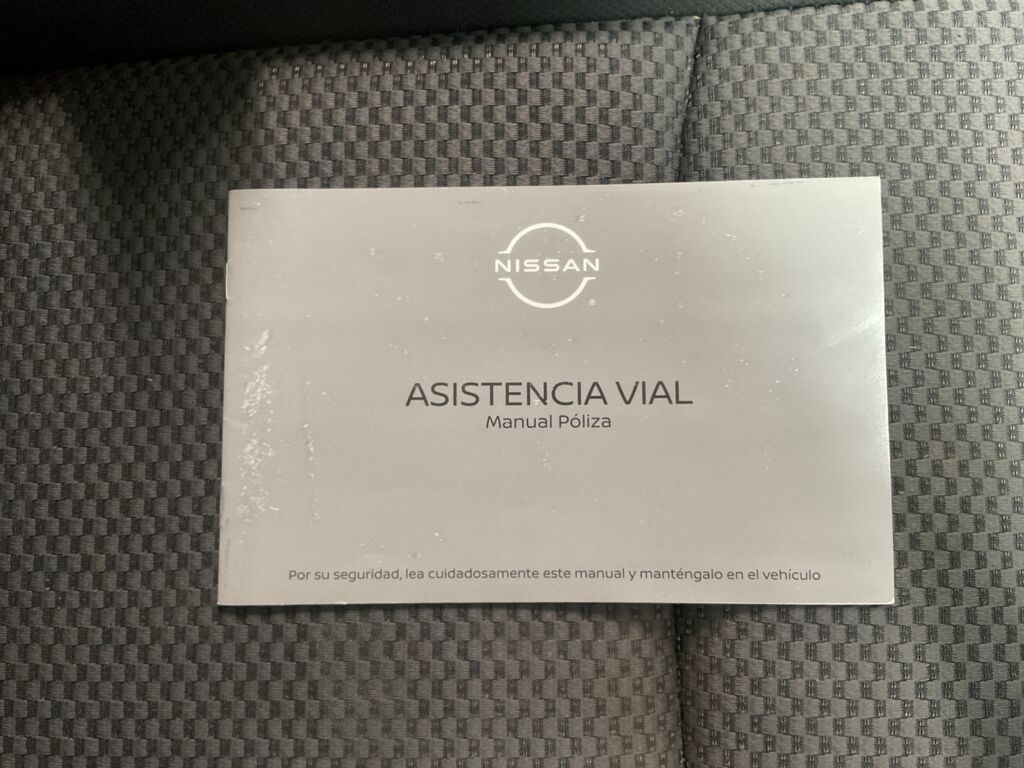 NISSAN
ASISTENCIA VIAL
Manual Póliza
Por su seguridad, lea cuidadosamente este manual y manténgalo en el vehículo